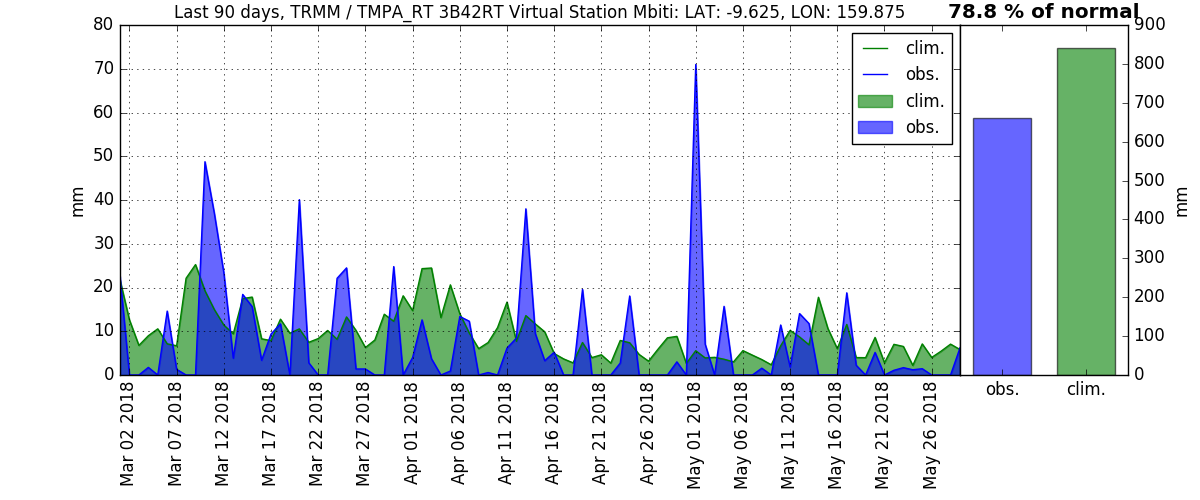 Last 90 days, TRMM / TMPA_RT 3B42RT Virtual Station Mbiti: LAT: -9.625, LON: 159.875
78.8 % of normal
80
70
60
50
40
30
20
10
0
mm
clim.
obs.
clim.
obs.
Mar 02 2018
Mar 07 2018
Mar 12 2018
Mar 17 2018
Mar 22 2018
Mar 27 2018
Apr 01 2018
Apr 06 2018
Apr 11 2018
Apr 16 2018
Apr 21 2018
Apr 26 2018
May 01 2018
May 06 2018
May 11 2018
May 16 2018
May 21 2018
May 26 2018
900
800
700
600
500
400
300
200
100
0
mm
obs.
clim.